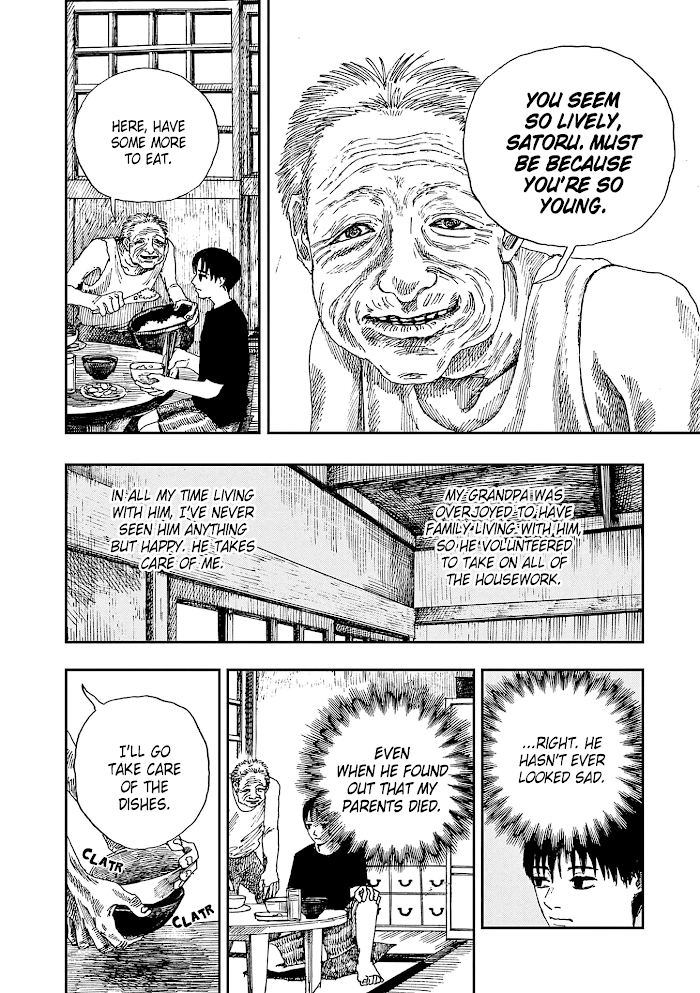 YOU SEEM
SO LIVELY,
SATORU. MUST
BE BECAUSE
YOU'RE SO
YOUNG.
HERE, HAVE
SOME MORE
TO EAT.
MY GRANDPA WAS
OVERJOYED TO HAVE
FAMILY LIVING WITH HIM,
SO HE VOLUNTEERED
TO TAKE ON ALL OF
THE HOUSEWORK.
IN ALL MY TIME LIVING
WITH HIM, I'VE NEVER
SEEN HIM ANYTHING
BUT HAPPY. HE TAKES
CARE OF ME.
...RIGHT. HE
HASN'T EVER
LOOKED SAD.
EVEN
WHEN HE FOUND
OUT THAT MY
PARENTS DIED.
I'LL GO
TAKE CARE
OF THE
DISHES.
CLATR
CLATR